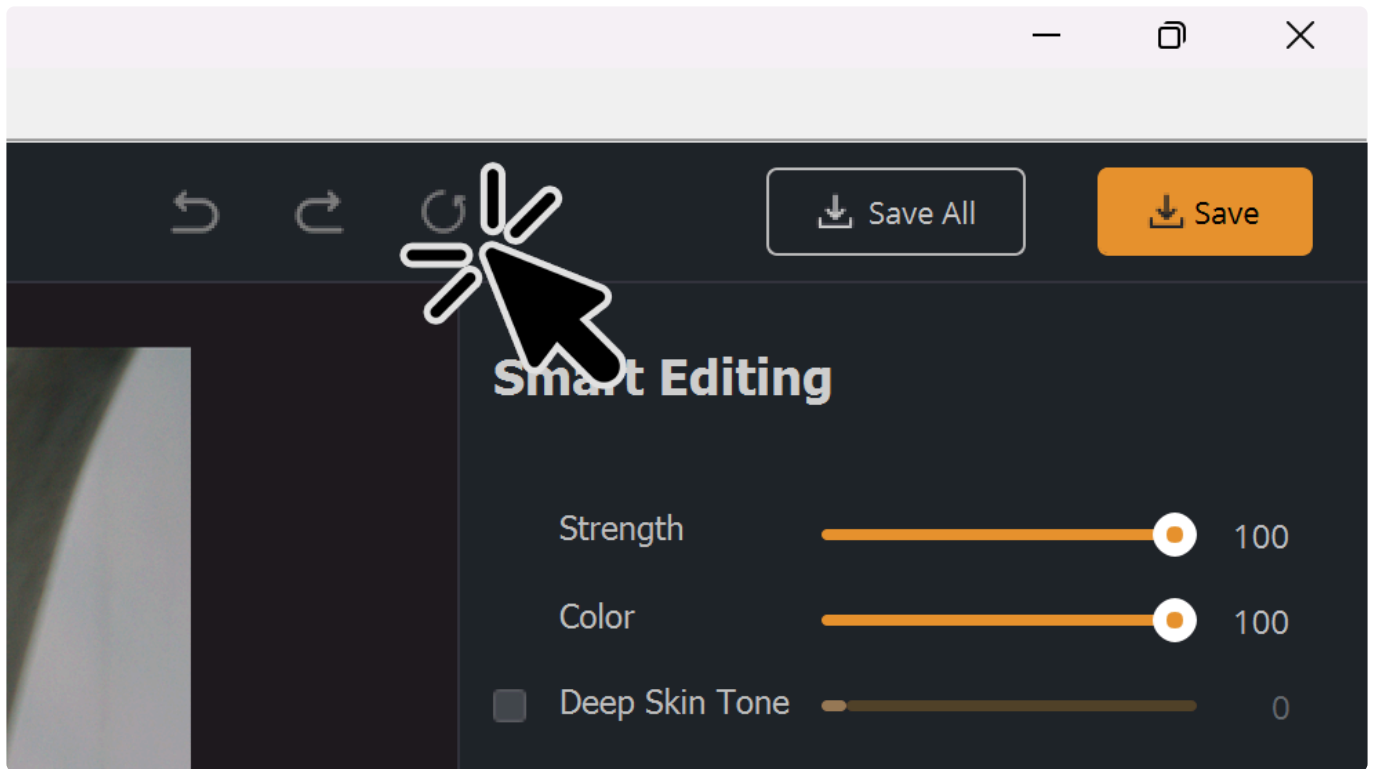 Save All
Save
Smart Editing
Strength 100
Color 100
Deep Skin Tone 0